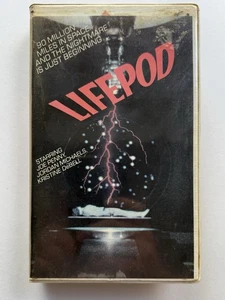 "90 MILLION
MILES IN SPACE
AND THE NIGHTMARE
IS JUST BEGINNING
LIFEPOD
STARRING
JOE PENNY,
JORDAN MICHAELS,
KRISTINE DEBELL